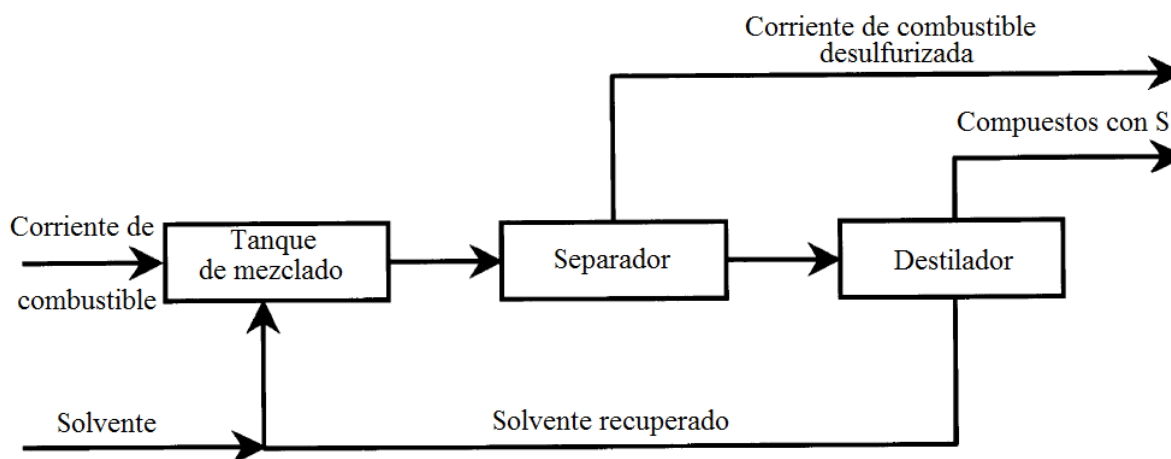 Corriente de combustible
desulfurizada
Compuestos con S
Corriente de
combustible
Tanque
de mezclado
Separador
Destilador
Solvente
Solvente recuperado